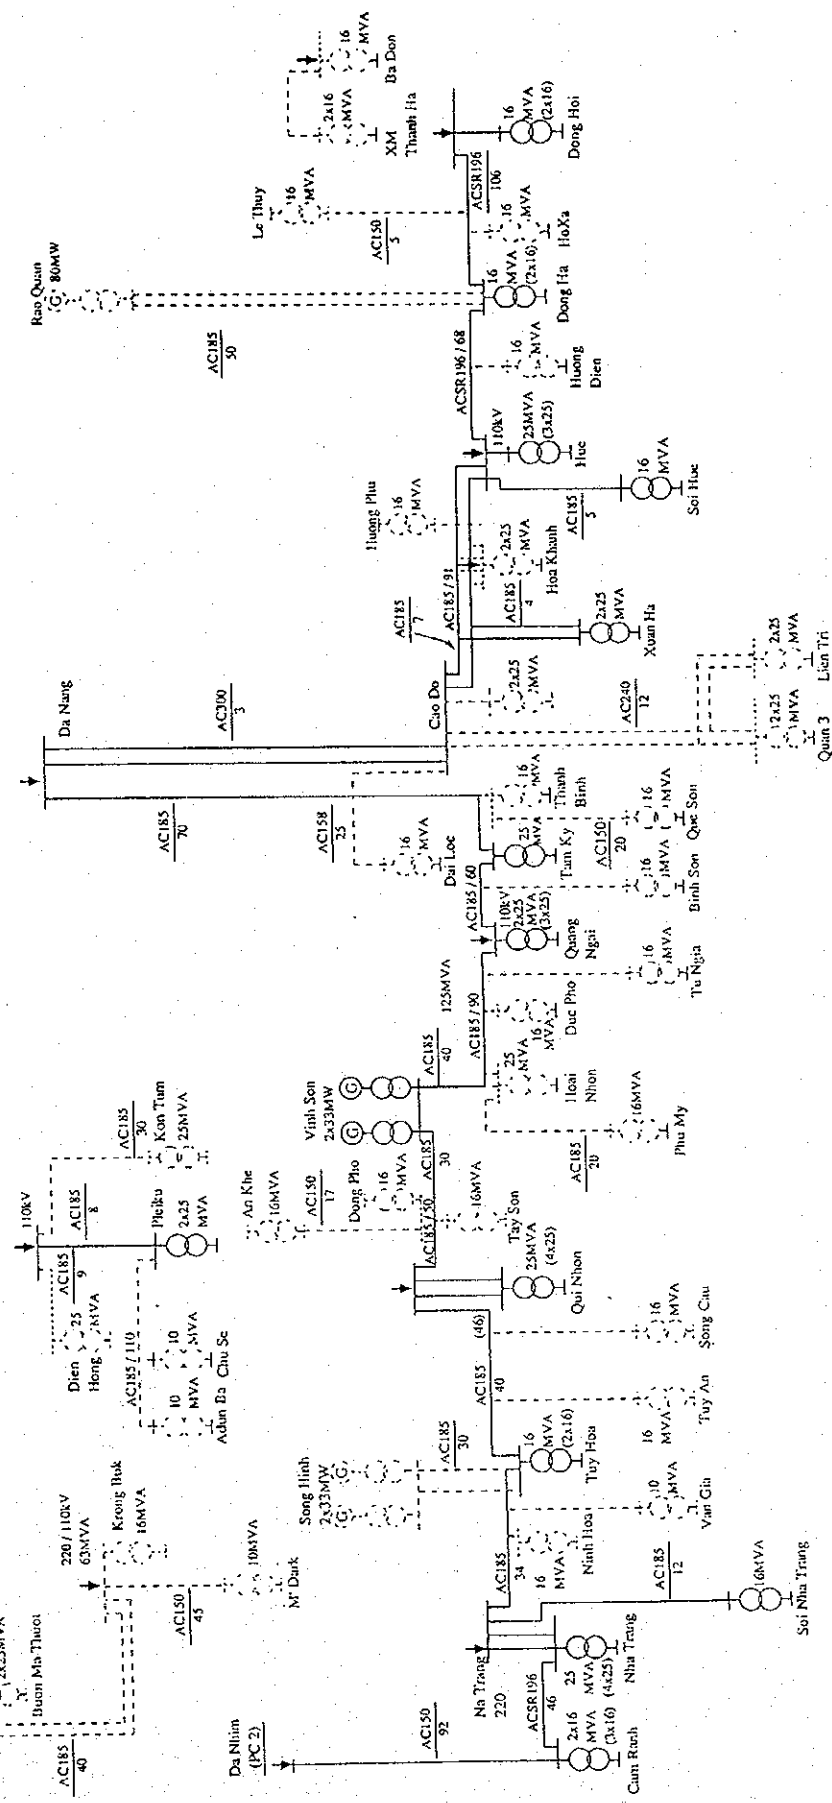 16
MVA
Ba Don
2x16
MVA
XM
Thanh Ha
16
MVA
(2x16)
Dong Hoi
ACSR196
106
Le Thuy
16
MVA
AC150
5
16
MVA
HoXa
Rao Quan
G 80MW
AC185
50
16
MVA
(2x16)
Dong Ha
ACSR196 / 68
16
MVA
Huong
Dien
110kV
25MVA
(3x25)
Hue
16
MVA
Soi Hue
AC185
5
Huong Phu
16
MVA
2x25
MVA
Hoa Khanh
AC185 / 91
AC185
7
AC185
4
2x25
MVA
Xuan Ha
Da Nang
AC300
3
Cao Do
2x25
MVA
AC240
12
2x25
MVA
Lien Tri
2x25
MVA
Quan 3
AC185
70
AC158
25
16
MVA
Dai Loc
16
MVA
Thanh
Binh
16
MVA
Que Son
AC150
20
25
MVA
Tam Ky
AC185 / 60
16
MVA
Binh Son
110kV
2x25
MVA
(3x25)
Quang
Ngai
16
MVA
Tu Ngia
125MVA
AC185 / 90
Duc Pho
16
MVA
25
MVA
Hoai
Nhon
16MVA
Phu My
AC185
20
AC185
40
Vinh Son
2x33MW
G
G
AC185
30
Dong Pho
16
MVA
An Khe
16MVA
AC150
17
AC185 / 50
16MVA
Tay Son
25MVA
(4x25)
Qui Nhon
110kV
AC185
30
Kon Tum
25MVA
AC185
8
Pleiku
2x25
MVA
AC185
9
25
MVA
Dien
Hong
AC185 / 110
10
MVA
Chu Se
10
MVA
Adun Ba
(46)
AC185
40
16
MVA
Song Cau
16
MVA
Tuy An
16
MVA
(2x16)
Tuy Hoa
AC185
30
Song Hinh
2x33MW
G
G
10
MVA
Van Gia
AC185
34
16
MVA
Ninh Hoa
AC185
12
16MVA
Soi Nha Trang
Na Trang
220
25
MVA
(4x25)
Nha Trang
ACSR196
46
2x16
MVA
(3x16)
Cam Ranh
AC150
92
Da Nhim
(PC 2)
220 / 110kV
63MVA
Krong Buk
16MVA
AC150
45
10MVA
M' Dark
2x25MVA
Buon Ma Thuot
AC185
40